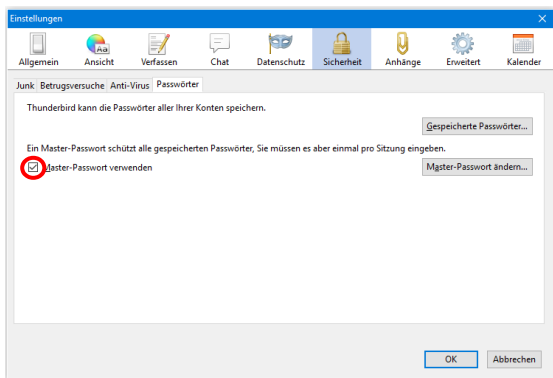 Einstellungen
Allgemein Ansicht Verfassen Chat Datenschutz Sicherheit Anhänge Erweitert Kalender
Junk Betrugsversuche Anti-Virus Passwörter
Thunderbird kann die Passwörter aller Ihrer Konten speichern.
Gespeicherte Passwörter...
Ein Master-Passwort schützt alle gespeicherten Passwörter, Sie müssen es aber einmal pro Sitzung eingeben.
Master-Passwort verwenden
Master-Passwort ändern...
OK Abbrechen